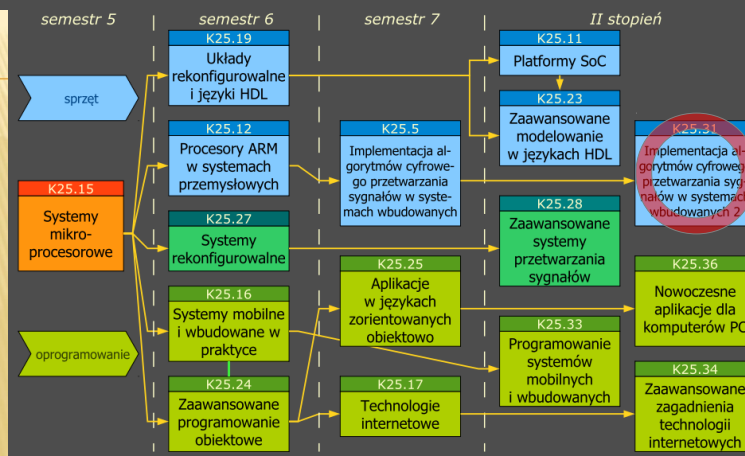 semestr 5
semestr 6
semestr 7
II stopień
sprzęt
oprogramowanie
K25.15
Systemy
mikro-
procesorowe
K25.19
Układy
rekonfigurowalne
i języki HDL
K25.12
Procesory ARM
w systemach
przemysłowych
K25.27
Systemy
rekonfigurowalne
K25.16
Systemy mobilne
i wbudowane w
praktyce
K25.24
Zaawansowane
programowanie
obiektowe
K25.5
Implementacja al-
gorytmów cyfrowe-
go przetwarzania
sygnałów w syste-
mach wbudowanych
K25.25
Aplikacje
w językach
zorientowanych
obiektowo
K25.17
Technologie
internetowe
K25.11
Platformy SoC
K25.23
Zaawansowane
modelowanie
w językach HDL
K25.28
Zaawansowane
systemy
przetwarzania
sygnałów
K25.33
Programowanie
systemów
mobilnych
i wbudowanych
K25.31
Implementacja al-
gorytmów cyfrowego
przetwarzania syg-
nałów w systemach
wbudowanych 2
K25.36
Nowoczesne
aplikacje dla
komputerów PC
K25.34
Zaawansowane
zagadnienia
technologii
internetowych